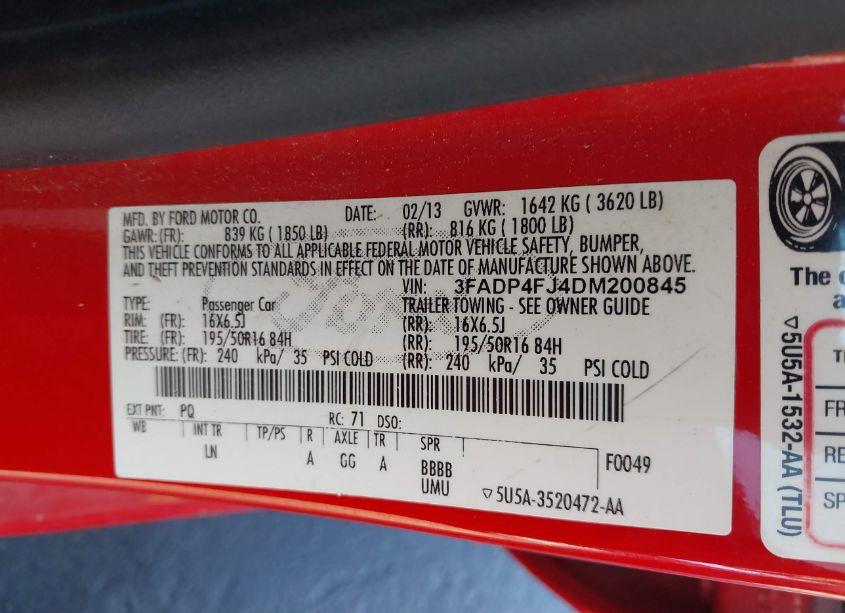 MFD. BY FORD MOTOR CO. DATE: 02/13 GVWR: 1642 KG ( 3620 LB)
GAWR: (FR): 839 KG ( 1850 LB) (RR): 816 KG ( 1800 LB)
THIS VEHICLE CONFORMS TO ALL APPLICABLE FEDERAL MOTOR VEHICLE SAFETY, BUMPER,
AND THEFT PREVENTION STANDARDS IN EFFECT ON THE DATE OF MANUFACTURE SHOWN ABOVE.
VIN: 3FADP4FJ4DM200845
TYPE: Passenger Car TRAILER TOWING - SEE OWNER GUIDE
RIM: (FR): 16X6.5J (RR): 16X6.5J
TIRE: (FR): 195/50R16 84H (RR): 195/50R16 84H
PRESSURE: (FR): 240 kPa/ 35 PSI COLD (RR): 240 kPa/ 35 PSI COLD
EXT PNT: PQ RC: 71 DSO:
WB INT TR TP/PS R AXLE TR SPR F0049
LN A GG A BBBB
UMU ▽5U5A-3520472-AA
▽5U5A-1532-AA (TLU)
The
a
FR
RE
SP